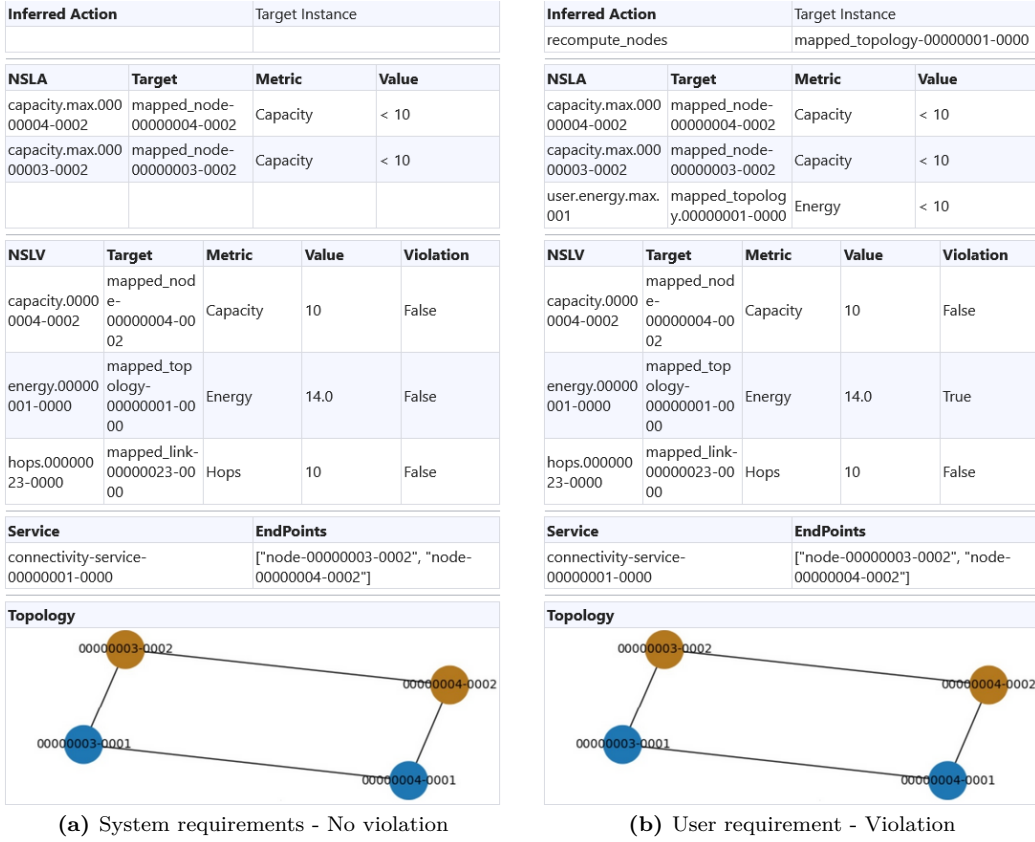 Inferred Action Target Instance
NSLA Target Metric Value
capacity.max.000 mapped_node- Capacity < 10
00004-0002 00000004-0002
capacity.max.000 mapped_node- Capacity < 10
00003-0002 00000003-0002
NSLV Target Metric Value Violation
capacity.0000 mapped_nod Capacity 10 False
0004-0002 e-
00000004-00
02
energy.00000 mapped_top Energy 14.0 False
001-0000 ology-
00000001-00
00
hops.000000 mapped_link- Hops 10 False
23-0000 00000023-00
00
Service EndPoints
connectivity-service- ["node-00000003-0002", "node-
00000001-0000 00000004-0002"]
Topology
00000003-0002
00000004-0002
00000003-0001
00000004-0001
(a) System requirements - No violation
Inferred Action Target Instance
recompute_nodes mapped_topology-00000001-0000
NSLA Target Metric Value
capacity.max.000 mapped_node- Capacity < 10
00004-0002 00000004-0002
capacity.max.000 mapped_node- Capacity < 10
00003-0002 00000003-0002
user.energy.max. mapped_topolog Energy < 10
001 y.00000001-0000
NSLV Target Metric Value Violation
capacity.0000 mapped_nod Capacity 10 False
0004-0002 e-
00000004-00
02
energy.00000 mapped_top Energy 14.0 True
001-0000 ology-
00000001-00
00
hops.000000 mapped_link- Hops 10 False
23-0000 00000023-00
00
Service EndPoints
connectivity-service- ["node-00000003-0002", "node-
00000001-0000 00000004-0002"]
Topology
00000003-0002
00000004-0002
00000003-0001
00000004-0001
(b) User requirement - Violation